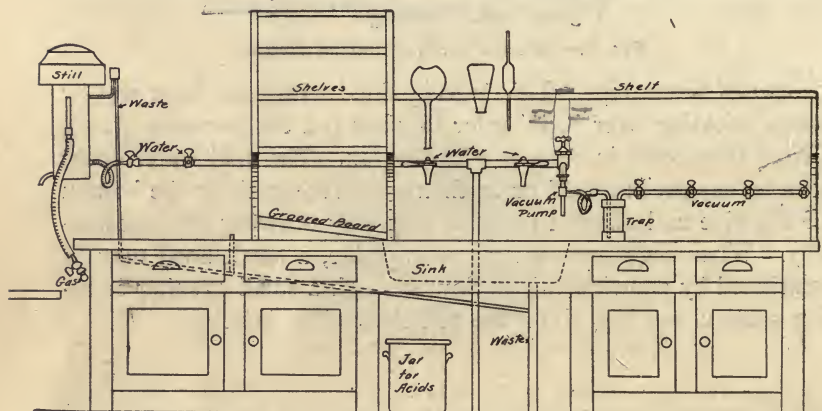 Still
Shelves
Shelf
Waste
Water
Water
Vacuum
Pump
Vacuum
Trap
Grooved Board
Sink
Gas
Waste
Jar
for
Acids